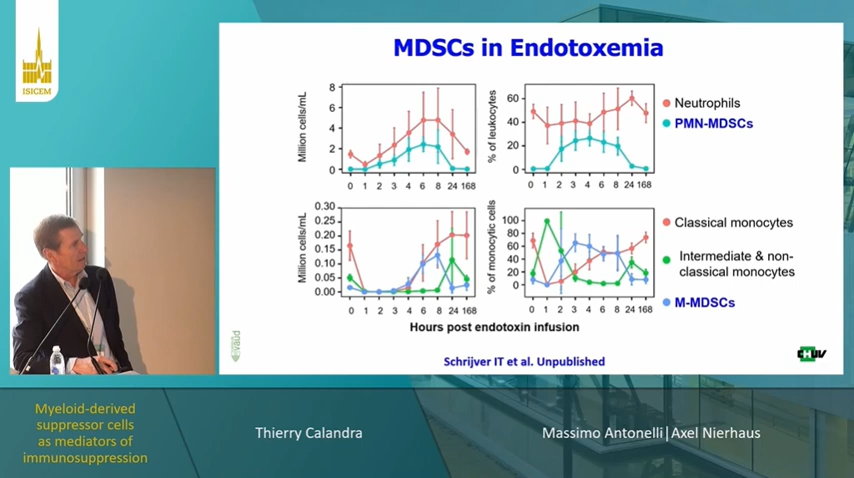 ISICEM
MDSCs in Endotoxemia
Million cells/mL
8
6
4
2
0
0 1 2 3 4 6 8 24 168
% of leukocytes
60
40
20
0
0 1 2 3 4 6 8 24 168
Neutrophils
PMN-MDSCs
Million cells/mL
0.30
0.25
0.20
0.15
0.10
0.05
0.00
0 1 2 3 4 6 8 24 168
% of monocytic cells
100
80
60
40
20
0
0 1 2 3 4 6 8 24 168
Classical monocytes
Intermediate & non-
classical monocytes
M-MDSCs
Hours post endotoxin infusion
Schrijver IT et al. Unpublished
vaud
CHUV
Myeloid-derived
suppressor cells
as mediators of
immunosuppression
Thierry Calandra
Massimo Antonelli|Axel Nierhaus